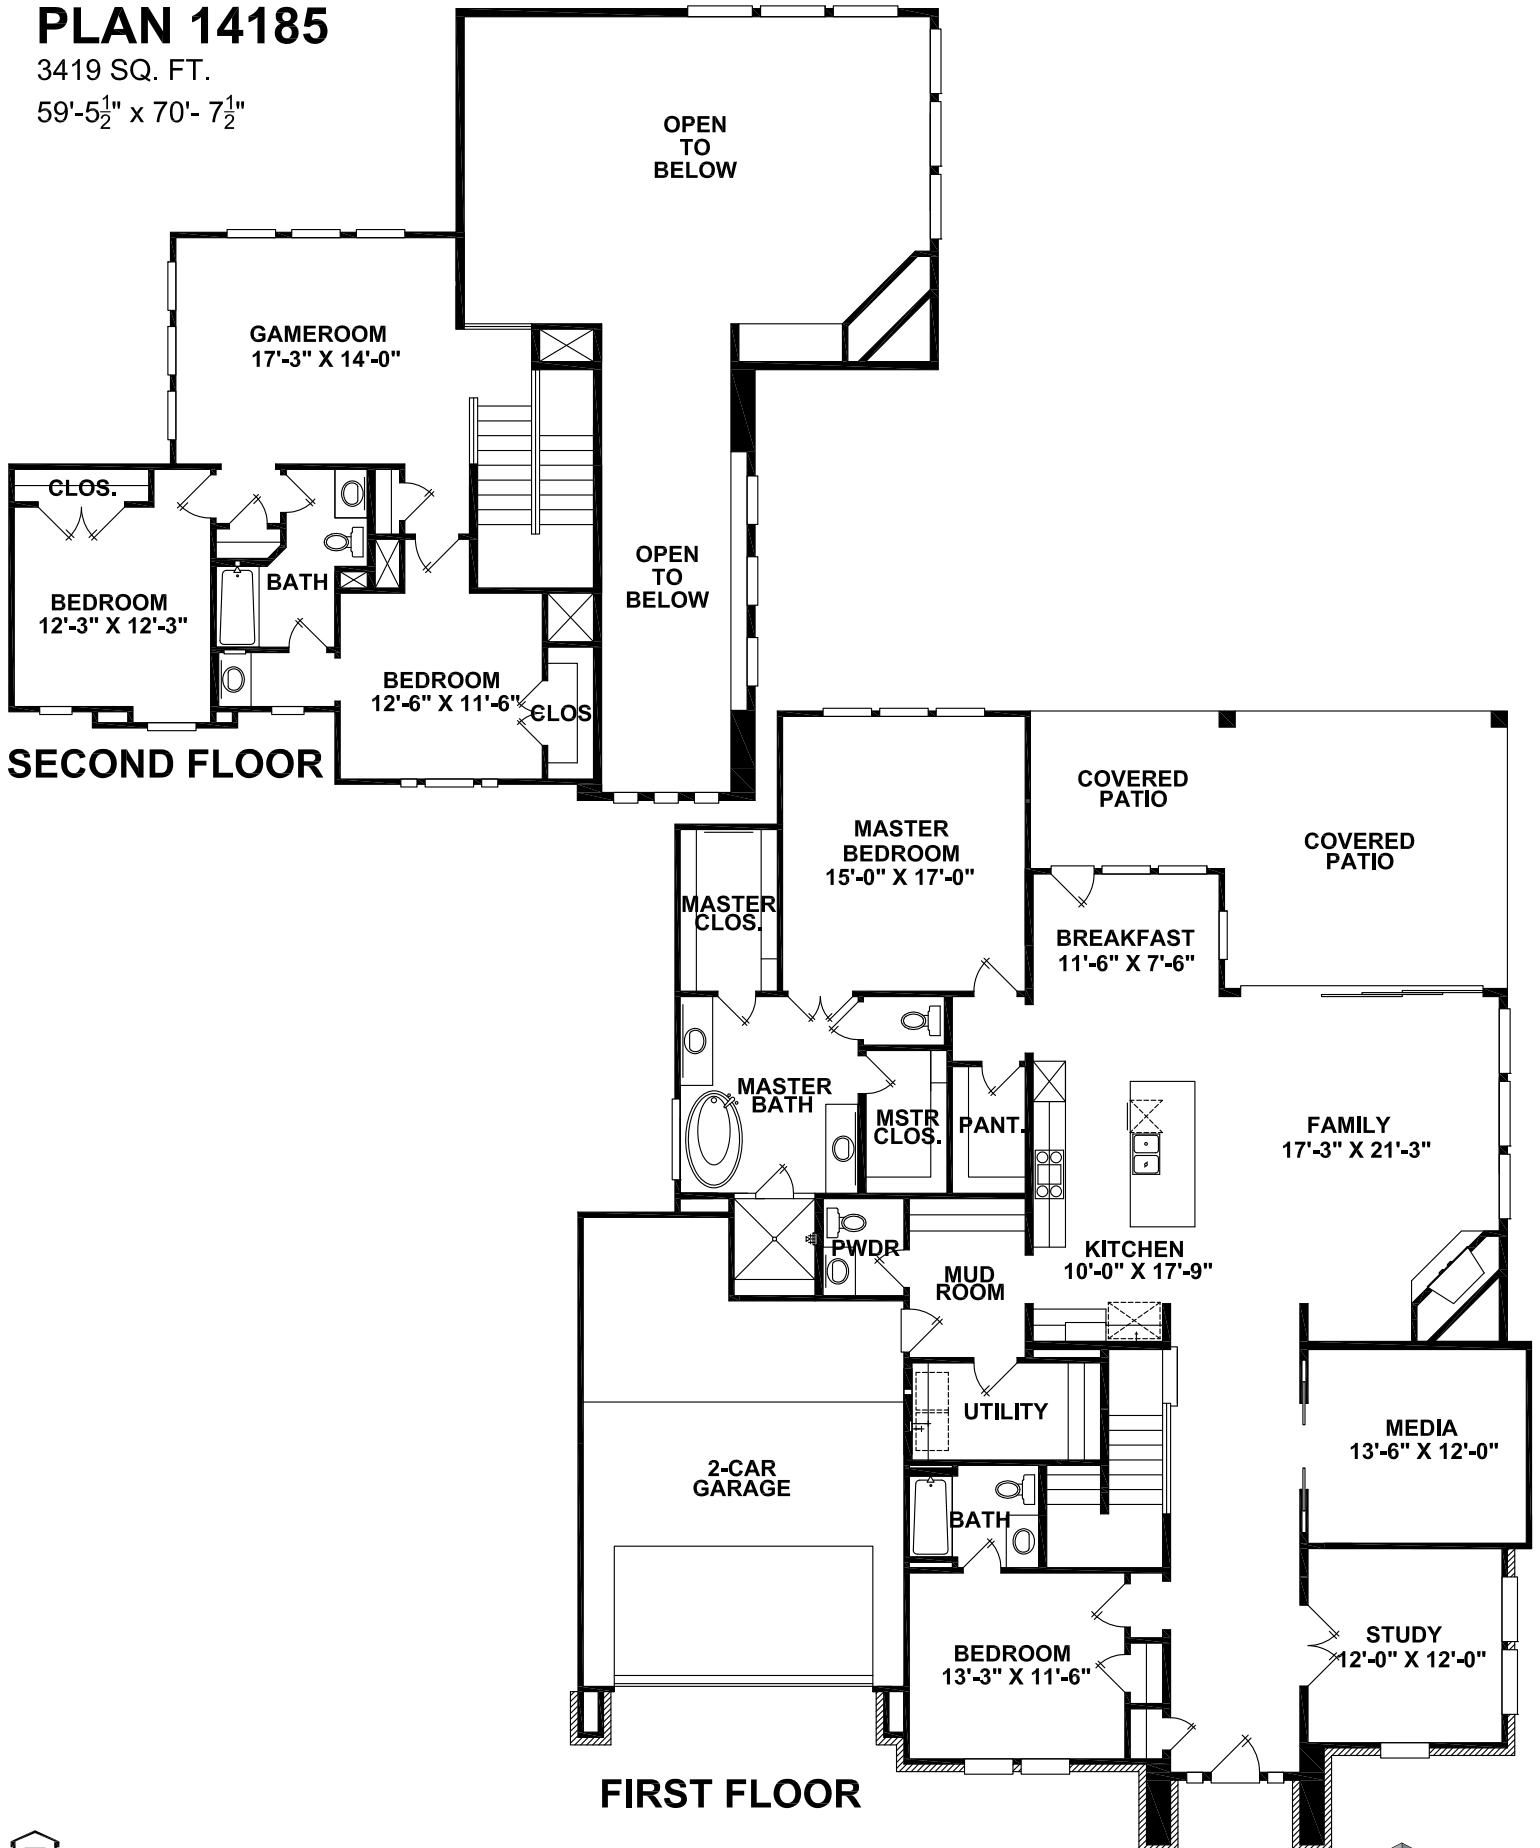 PLAN 14185
3419 SQ. FT.
59'-5½" x 70'- 7½"
OPEN
TO
BELOW
GAMEROOM
17'-3" X 14'-0"
CLOS.
BATH
BEDROOM
12'-3" X 12'-3"
OPEN
TO
BELOW
BEDROOM
12'-6" X 11'-6"
CLOS
SECOND FLOOR
COVERED
PATIO
COVERED
PATIO
MASTER
BEDROOM
15'-0" X 17'-0"
MASTER
CLOS.
BREAKFAST
11'-6" X 7'-6"
MASTER
BATH
MSTR
CLOS.
PANT.
FAMILY
17'-3" X 21'-3"
PWDR
MUD
ROOM
KITCHEN
10'-0" X 17'-9"
UTILITY
MEDIA
13'-6" X 12'-0"
2-CAR
GARAGE
BATH
BEDROOM
13'-3" X 11'-6"
STUDY
12'-0" X 12'-0"
FIRST FLOOR